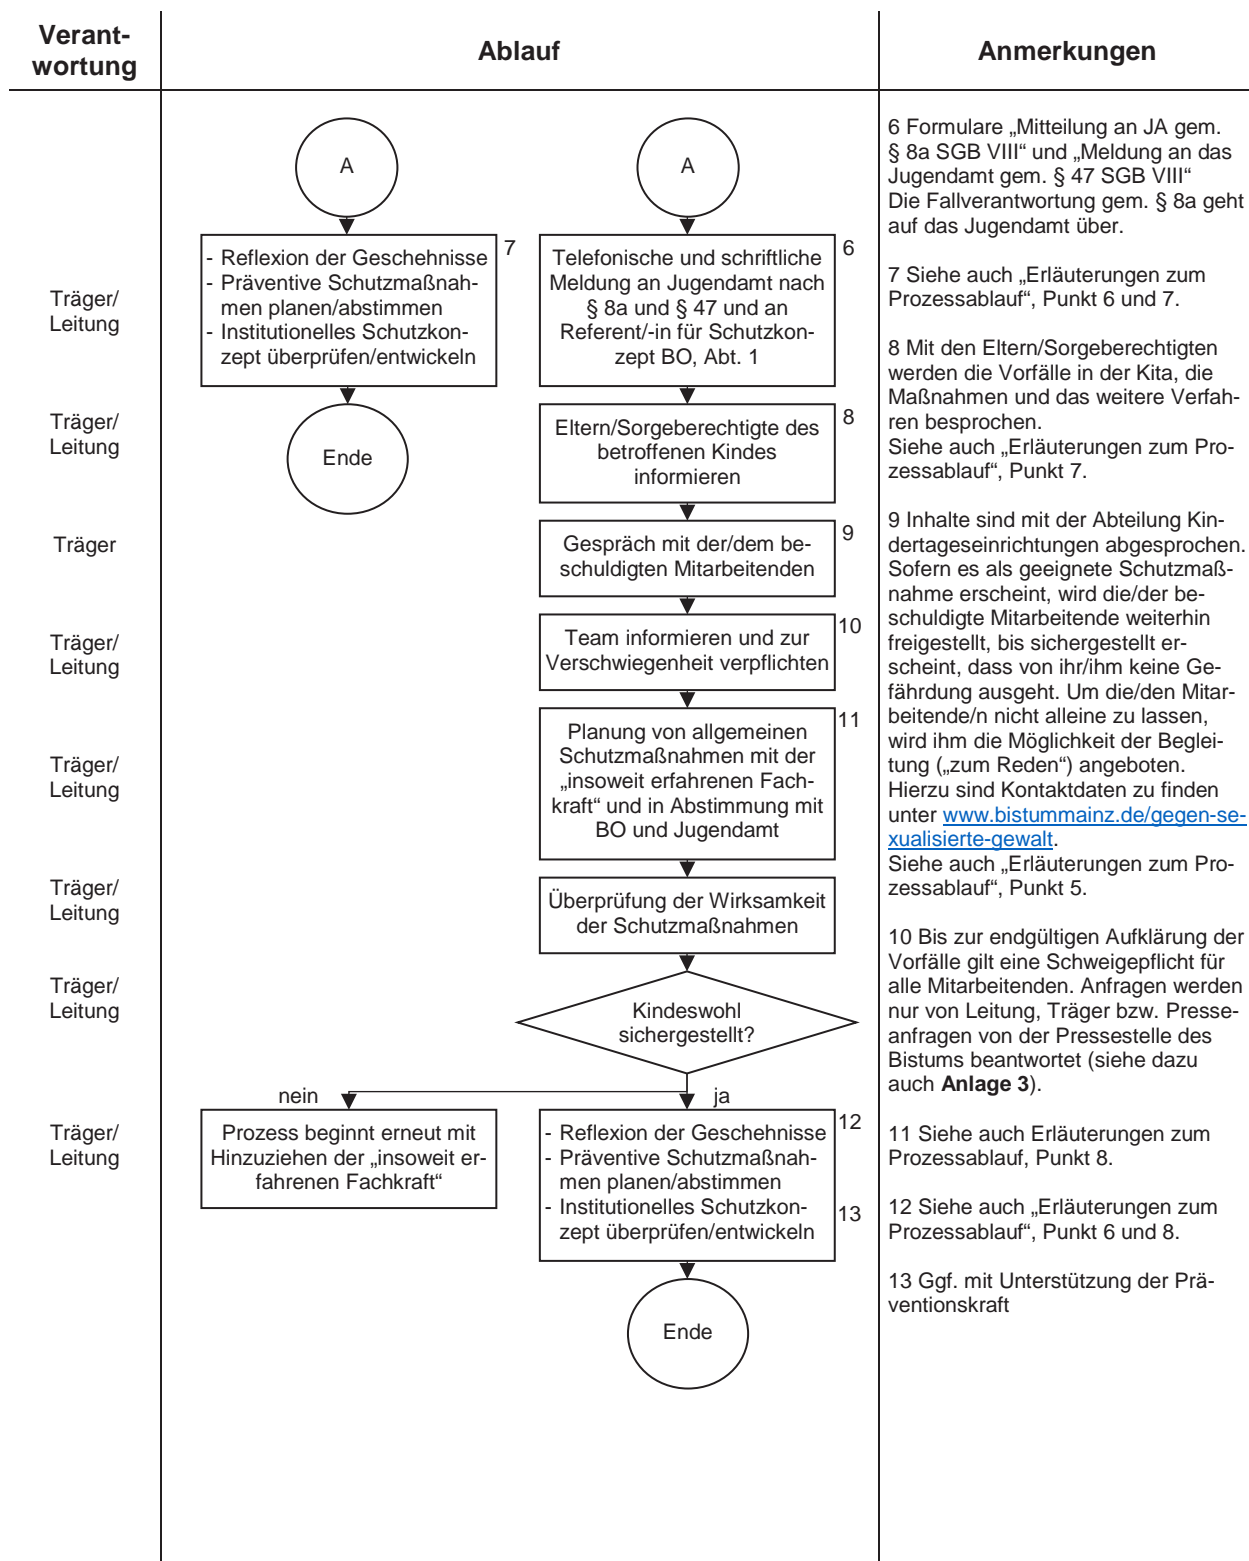 Verant-
wortung
Ablauf
Anmerkungen
A
A
- Reflexion der Geschehnisse
- Präventive Schutzmaßnah-
men planen/abstimmen
- Institutionelles Schutzkon-
zept überprüfen/entwickeln
7
Telefonische und schriftliche
Meldung an Jugendamt nach
§ 8a und § 47 und an
Referent/-in für Schutzkon-
zept BO, Abt. 1
6
Träger/
Leitung
Träger/
Leitung
Ende
Eltern/Sorgeberechtigte des
betroffenen Kindes
informieren
8
Träger
Gespräch mit der/dem be-
schuldigten Mitarbeitenden
9
Träger/
Leitung
Team informieren und zur
Verschwiegenheit verpflichten
10
Träger/
Leitung
Planung von allgemeinen
Schutzmaßnahmen mit der
„insoweit erfahrenen Fach-
kraft“ und in Abstimmung mit
BO und Jugendamt
11
Träger/
Leitung
Überprüfung der Wirksamkeit
der Schutzmaßnahmen
Träger/
Leitung
Kindeswohl
sichergestellt?
nein
ja
Träger/
Leitung
Prozess beginnt erneut mit
Hinzuziehen der „insoweit er-
fahrenen Fachkraft“
- Reflexion der Geschehnisse
- Präventive Schutzmaßnah-
men planen/abstimmen
- Institutionelles Schutzkon-
zept überprüfen/entwickeln
12
13
Ende
6 Formulare „Mitteilung an JA gem.
§ 8a SGB VIII“ und „Meldung an das
Jugendamt gem. § 47 SGB VIII“
Die Fallverantwortung gem. § 8a geht
auf das Jugendamt über.
7 Siehe auch „Erläuterungen zum
Prozessablauf“, Punkt 6 und 7.
8 Mit den Eltern/Sorgeberechtigten
werden die Vorfälle in der Kita, die
Maßnahmen und das weitere Verfah-
ren besprochen.
Siehe auch „Erläuterungen zum Pro-
zessablauf“, Punkt 7.
9 Inhalte sind mit der Abteilung Kin-
dertageseinrichtungen abgesprochen.
Sofern es als geeignete Schutzmaß-
nahme erscheint, wird die/der be-
schuldigte Mitarbeitende weiterhin
freigestellt, bis sichergestellt er-
scheint, dass von ihr/ihm keine Ge-
fährdung ausgeht. Um die/den Mitar-
beitende/n nicht alleine zu lassen,
wird ihm die Möglichkeit der Beglei-
tung („zum Reden“) angeboten.
Hierzu sind Kontaktdaten zu finden
unter www.bistummainz.de/gegen-se-
xualisierte-gewalt.
Siehe auch „Erläuterungen zum Pro-
zessablauf“, Punkt 5.
10 Bis zur endgültigen Aufklärung der
Vorfälle gilt eine Schweigepflicht für
alle Mitarbeitenden. Anfragen werden
nur von Leitung, Träger bzw. Presse-
anfragen von der Pressestelle des
Bistums beantwortet (siehe dazu
auch Anlage 3).
11 Siehe auch Erläuterungen zum
Prozessablauf, Punkt 8.
12 Siehe auch „Erläuterungen zum
Prozessablauf“, Punkt 6 und 8.
13 Ggf. mit Unterstützung der Prä-
ventionskraft